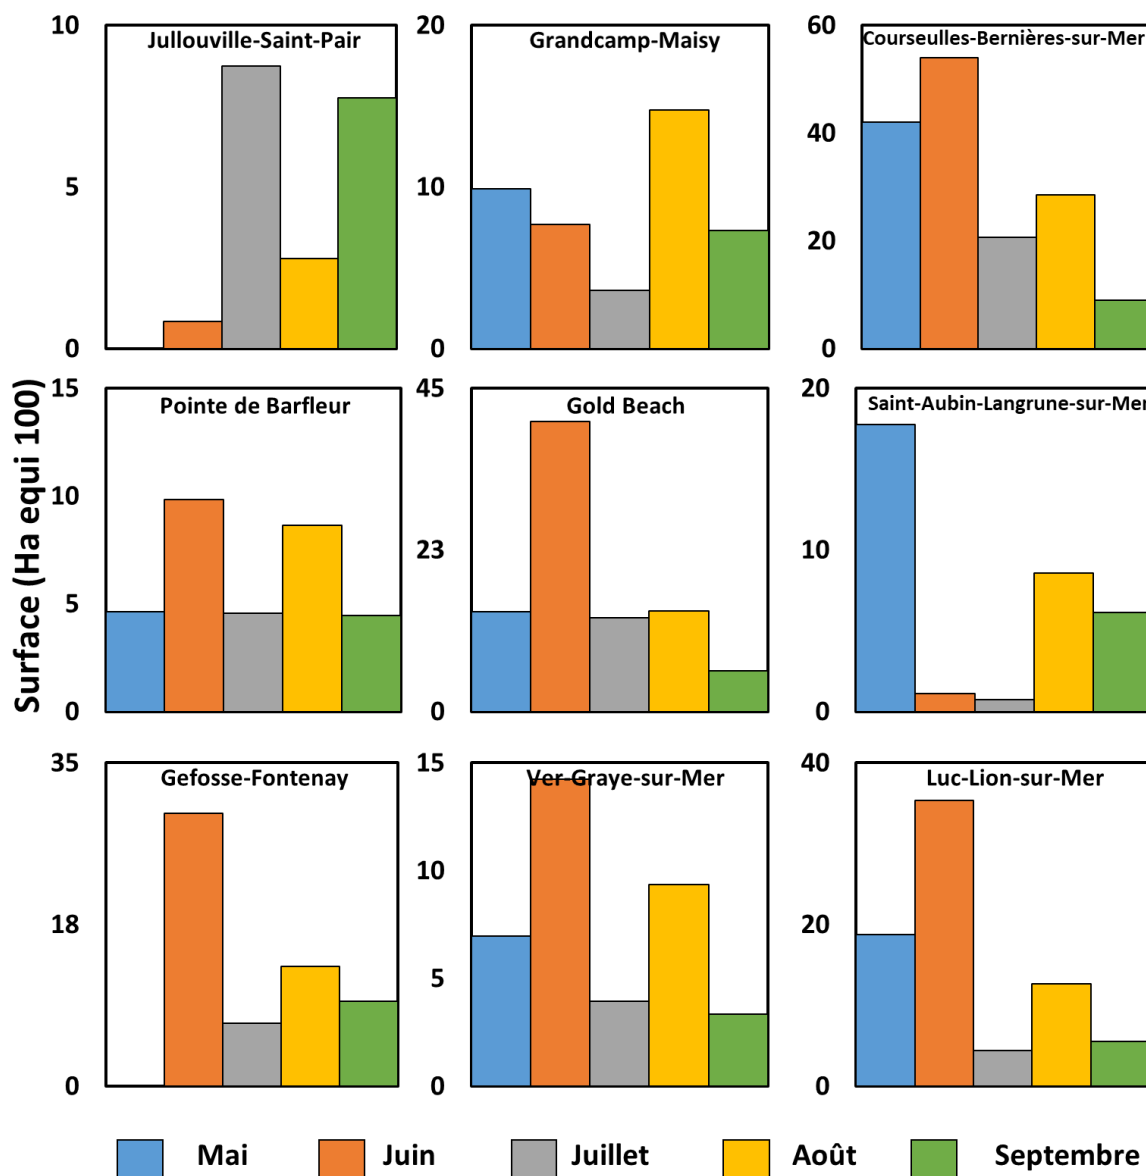 Surface (Ha equi 100)
Jullouville-Saint-Pair
10
5
0
Grandcamp-Maisy
20
10
0
Courseulles-Bernières-sur-Mer
60
40
20
0
Pointe de Barfleur
15
10
5
0
Gold Beach
45
23
0
Saint-Aubin-Langrune-sur-Mer
20
10
0
Gefosse-Fontenay
35
18
0
Ver-Graye-sur-Mer
15
10
5
0
Luc-Lion-sur-Mer
40
20
0
Mai Juin Juillet Août Septembre